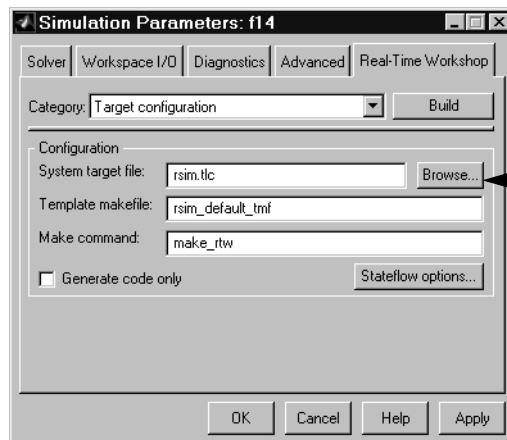 Simulation Parameters: f14
Solver Workspace I/O Diagnostics Advanced Real-Time Workshop
Category: Target configuration Build
Configuration
System target file: rsim.tlc Browse...
Template makefile: rsim_default_tmf
Make command: make_rtw
Generate code only Stateflow options...
OK Cancel Help Apply